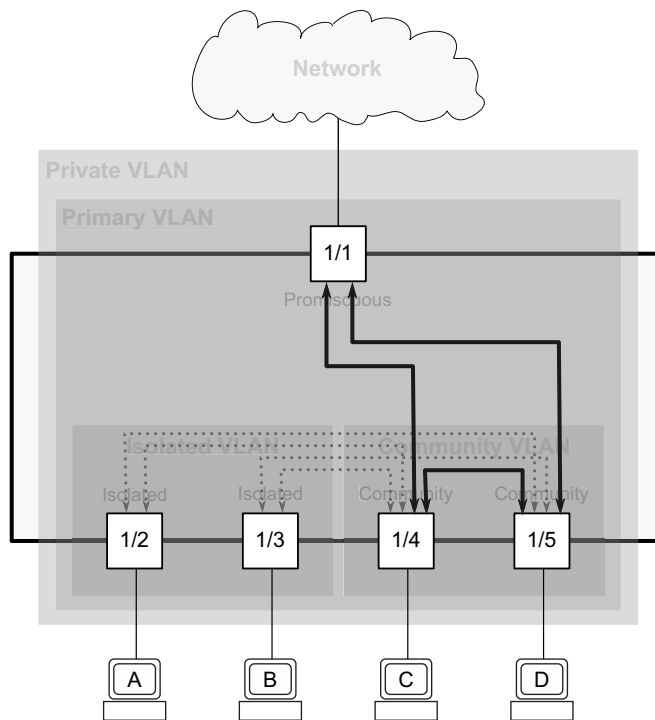 Network
Private VLAN
Primary VLAN
1/1
Promiscuous
Isolated VLAN
Community VLAN
Isolated
Isolated
Community
Community
1/2
1/3
1/4
1/5
A
B
C
D